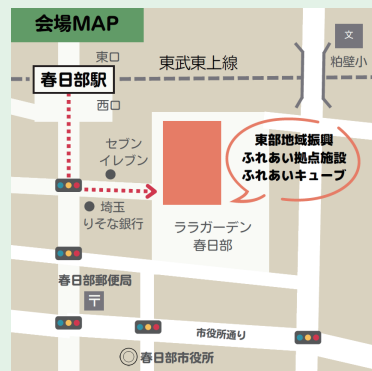 会場MAP
東口
東武東上線
文
粕壁小
春日部駅
西口
セブン
イレブン
東部地域振興
ふれあい拠点施設
ふれあいキューブ
埼玉
りそな銀行
ララガーデン
春日部
春日部郵便局
〒
市役所通り
春日部市役所